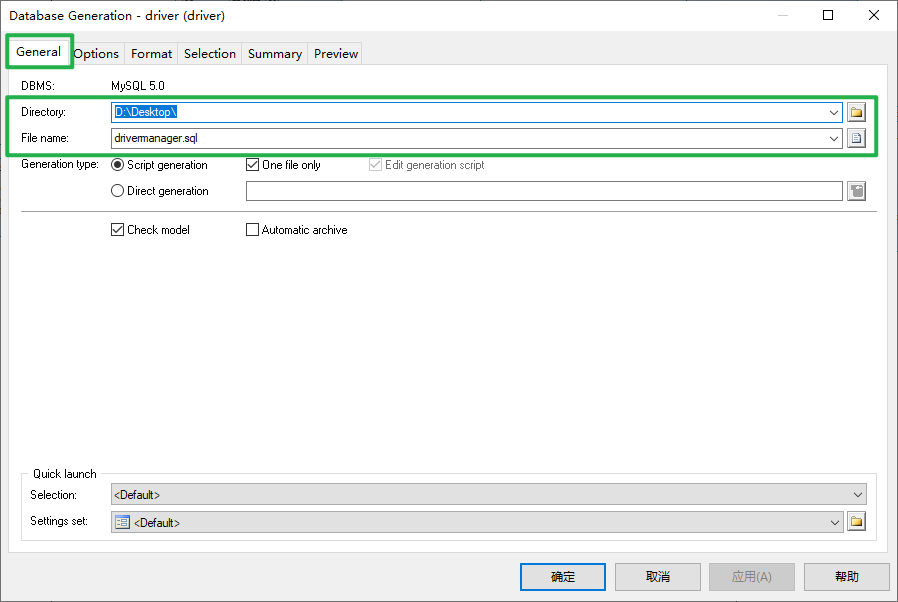 Database Generation - driver (driver)
General Options Format Selection Summary Preview
DBMS: MySQL 5.0
Directory: D:\Desktop\
File name: drivermanager.sql
Generation type: Script generation One file only Edit generation script
Direct generation
Check model Automatic archive
Quick launch
Selection: <Default>
Settings set: <Default>
确定 取消 应用(A) 帮助